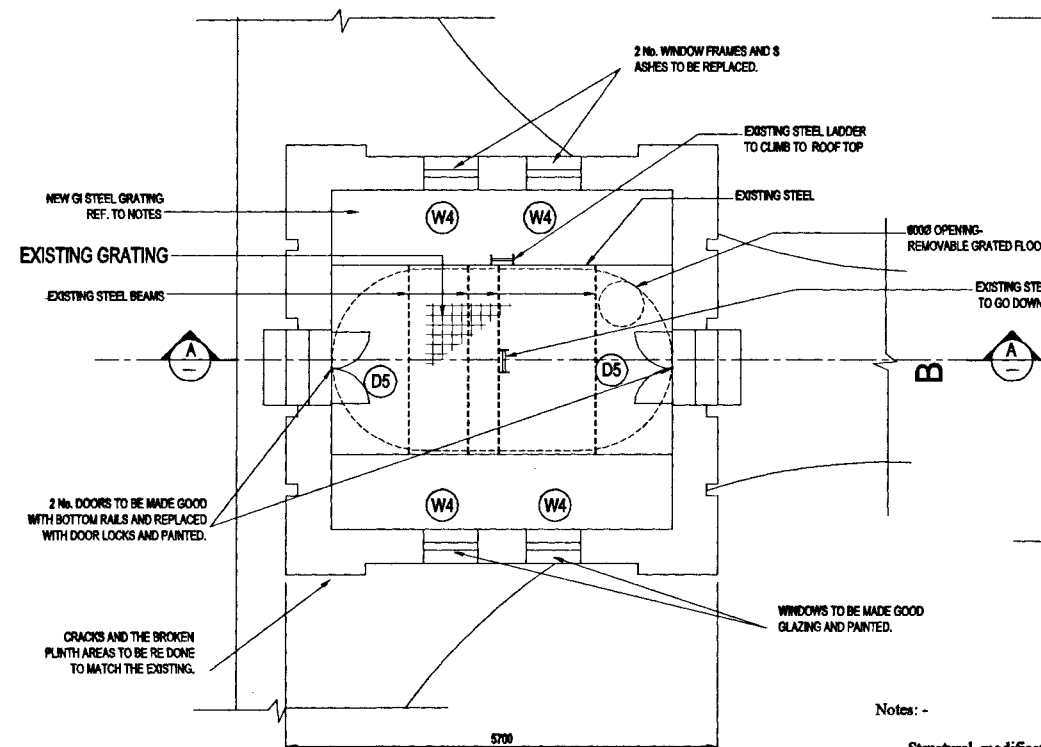 2 No. WINDOW FRAMES AND S
ASHES TO BE REPLACED.
EXISTING STEEL LADDER
TO CLIMB TO ROOF TOP
NEW GI STEEL GRATING
REF. TO NOTES
EXISTING STEEL
W4
W4
600Ø OPENING-
REMOVABLE GRATED FLOO
EXISTING GRATING
EXISTING STEEL BEAMS
EXISTING STE
TO GO DOWN
A
A
B
D5
D5
2 No. DOORS TO BE MADE GOOD
WITH BOTTOM RAILS AND REPLACED
WITH DOOR LOCKS AND PAINTED.
W4
W4
WINDOWS TO BE MADE GOOD
GLAZING AND PAINTED.
CRACKS AND THE BROKEN
PLINTH AREAS TO BE RE DONE
TO MATCH THE EXISTING.
Notes: -
5700
Structural modificat